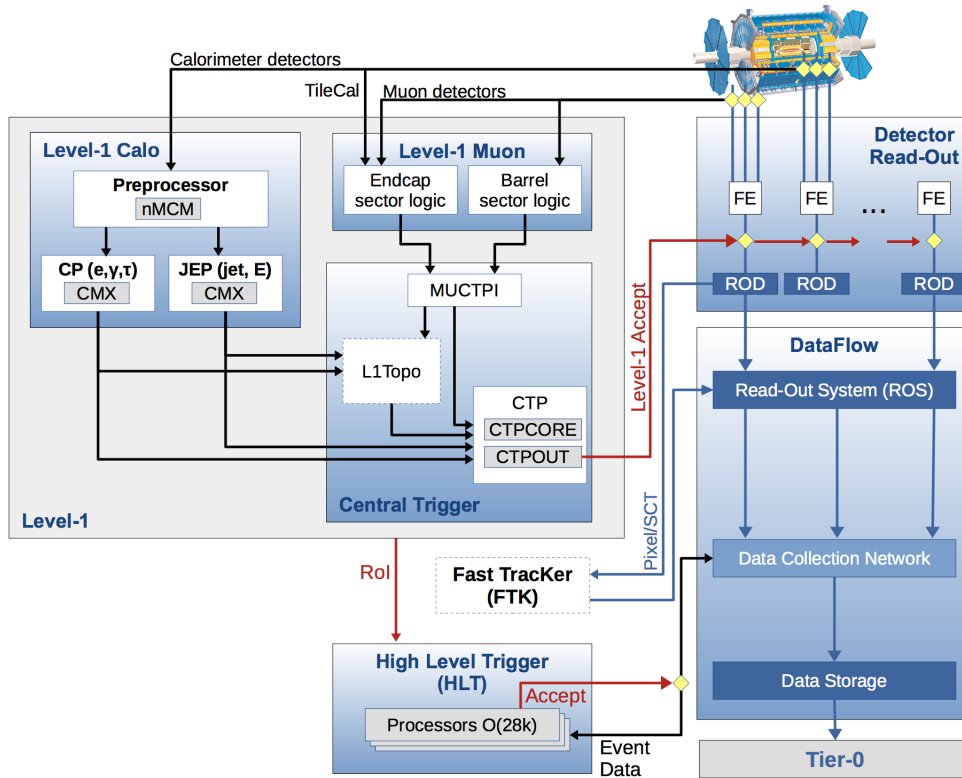 Calorimeter detectors
TileCal
Muon detectors
Level-1 Calo
Preprocessor
nMCM
CP (e,γ,τ)
CMX
JEP (jet, E)
CMX
Level-1 Muon
Endcap
sector logic
Barrel
sector logic
MUCTPI
L1Topo
CTP
CTPCORE
CTPOUT
Central Trigger
Level-1
Detector
Read-Out
FE
FE
...
FE
ROD
ROD
ROD
Level-1 Accept
Pixel/SCT
DataFlow
Read-Out System (ROS)
Data Collection Network
Data Storage
Tier-0
RoI
Fast TracKer
(FTK)
High Level Trigger
(HLT)
Accept
Processors O(28k)
Event
Data